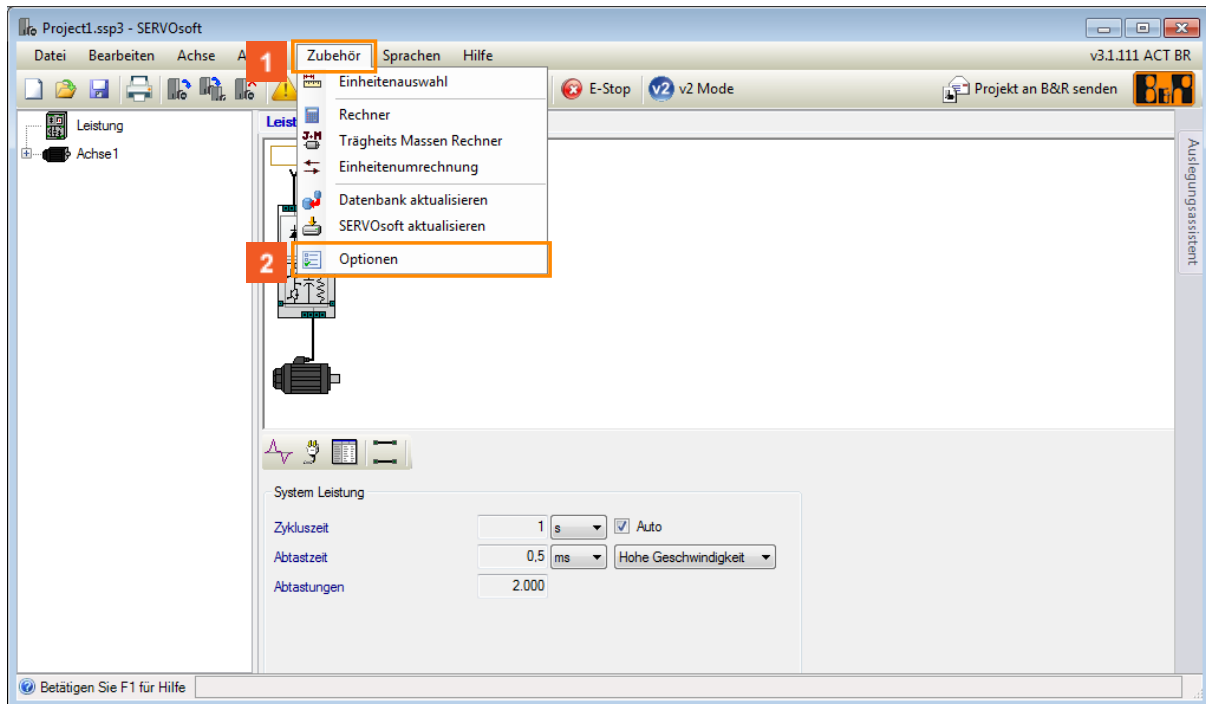 Project1.ssp3 - SERVOsoft
Datei Bearbeiten Achse A 1 Zubehör Sprachen Hilfe v3.1.111 ACT BR
E-Stop v2 v2 Mode Projekt an B&R senden B&R
Einheitenauswahl
Rechner
J·M Trägheits Massen Rechner
Einheitenumrechnung
Datenbank aktualisieren
SERVOsoft aktualisieren
2 Optionen
Leistung
Achse1
Leist
Auslegungsassistent
System Leistung
Zykluszeit 1 s Auto
Abtastzeit 0,5 ms Hohe Geschwindigkeit
Abtastungen 2.000
Betätigen Sie F1 für Hilfe